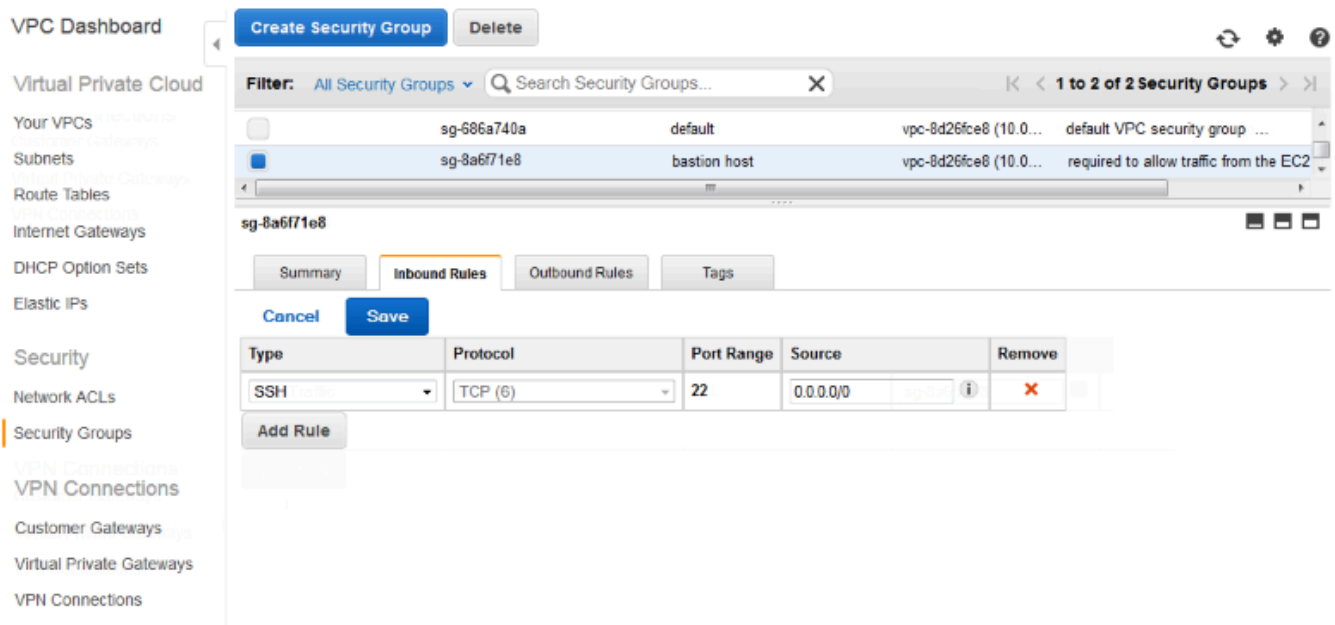 VPC Dashboard
Create Security Group
Delete
Virtual Private Cloud
Your VPCs
Subnets
Route Tables
Internet Gateways
DHCP Option Sets
Elastic IPs
Security
Network ACLs
Security Groups
VPN Connections
Customer Gateways
Virtual Private Gateways
VPN Connections
Filter: All Security Groups Search Security Groups... 1 to 2 of 2 Security Groups
sg-686a740a default vpc-8d26fce8 (10.0... default VPC security group ...
sg-8a6f71e8 bastion host vpc-8d26fce8 (10.0... required to allow traffic from the EC2
sg-8a6f71e8
Summary Inbound Rules Outbound Rules Tags
Cancel Save
Type Protocol Port Range Source Remove
SSH TCP (6) 22 0.0.0.0/0
Add Rule